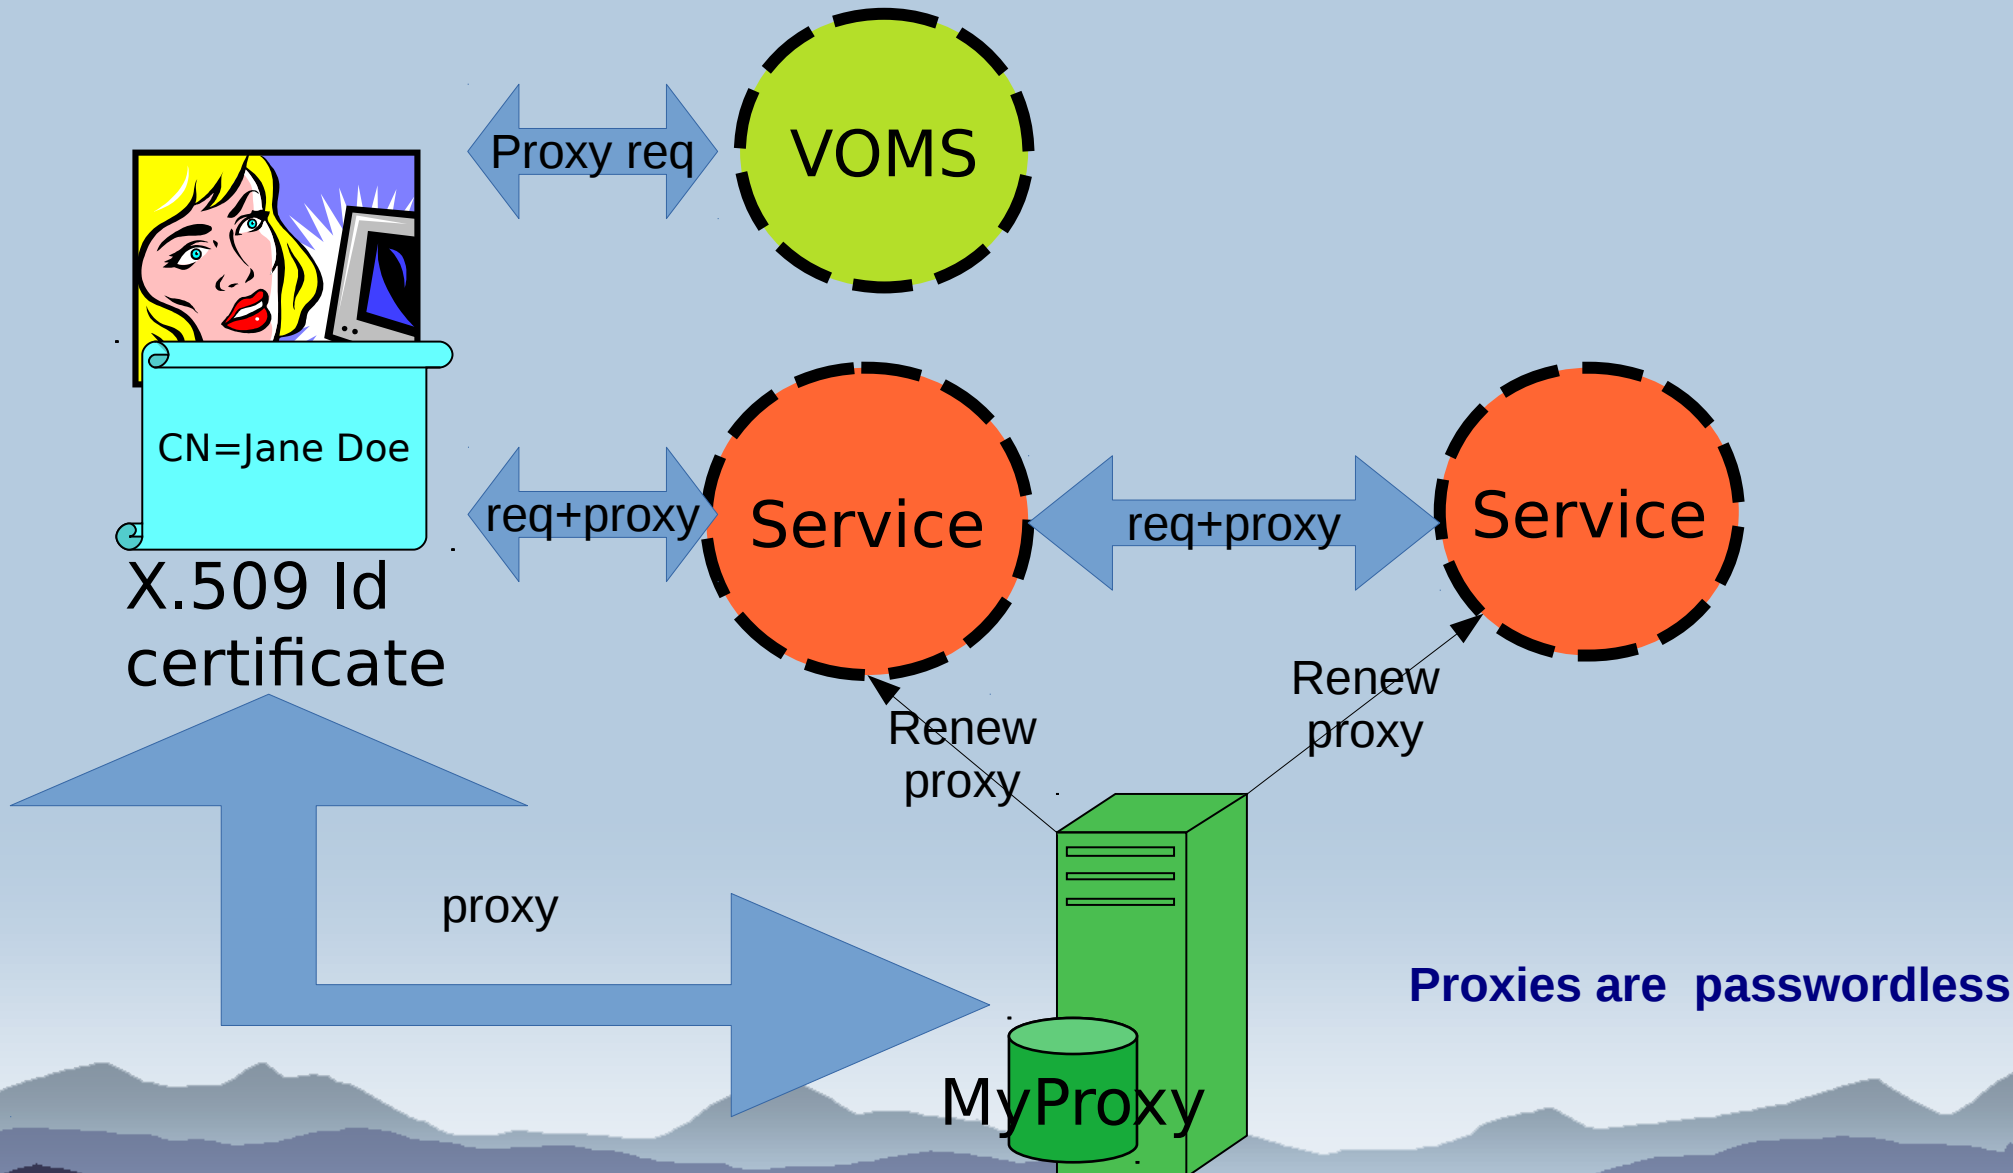 VOMS
Proxy req
CN=Jane Doe
X.509 Id
certificate
req+proxy
Service
req+proxy
Service
Renew
proxy
Renew
proxy
proxy
Proxies are  passwordless
MyProxy